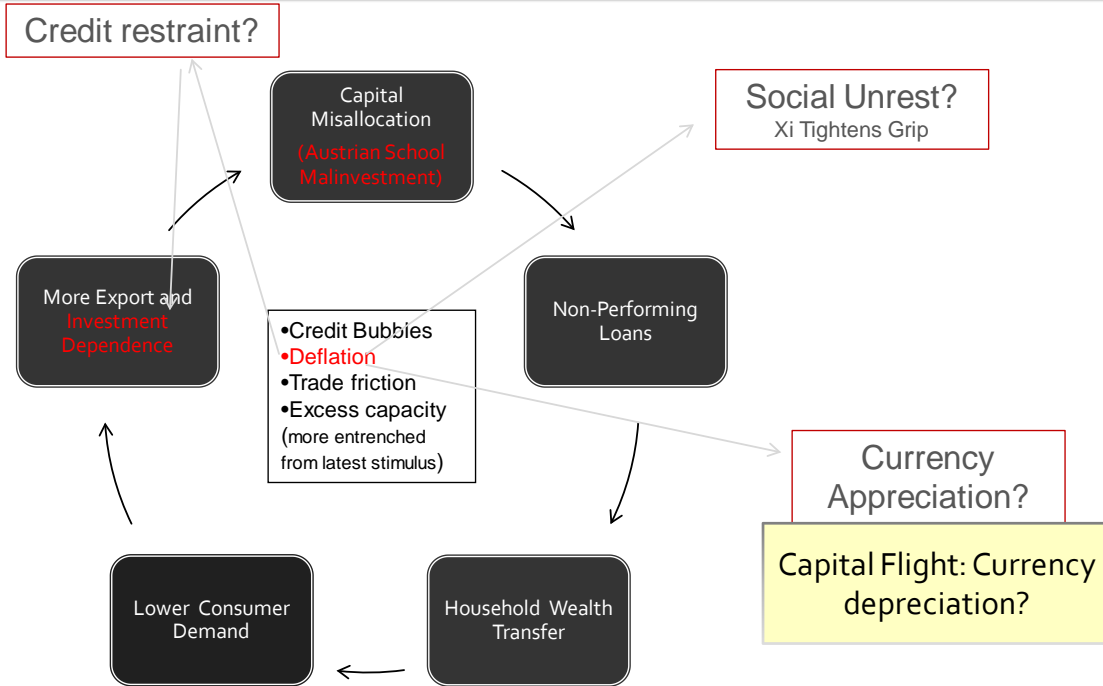 Credit restraint?
Capital
Misallocation
(Austrian School
Malinvestment)
Social Unrest?
Xi Tightens Grip
More Export and
Investment
Dependence
•Credit Bubbles
•Deflation
•Trade friction
•Excess capacity
(more entrenched
from latest stimulus)
Non-Performing
Loans
Currency
Appreciation?
Capital Flight: Currency
depreciation?
Lower Consumer
Demand
Household Wealth
Transfer